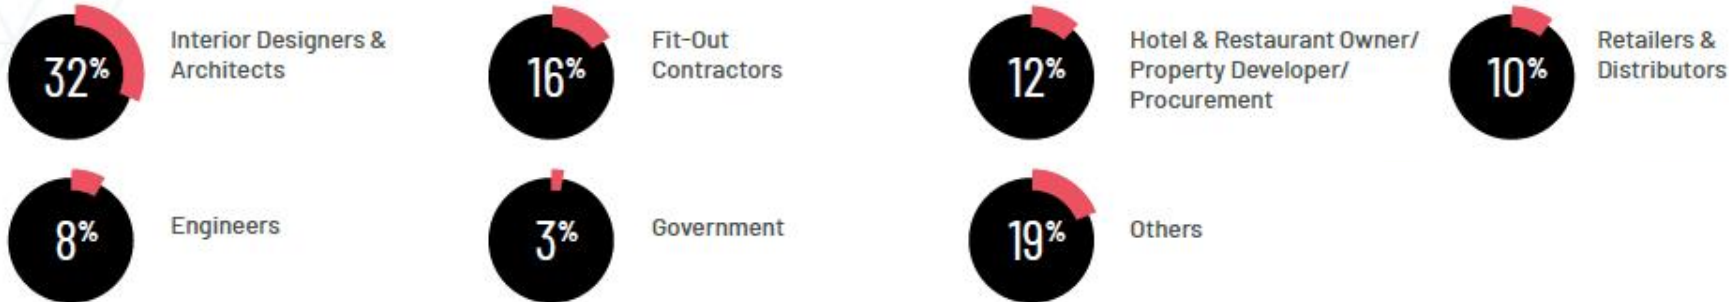 32%
Interior Designers &
Architects
16%
Fit-Out
Contractors
12%
Hotel & Restaurant Owner/
Property Developer/
Procurement
10%
Retailers &
Distributors
8%
Engineers
3%
Government
19%
Others